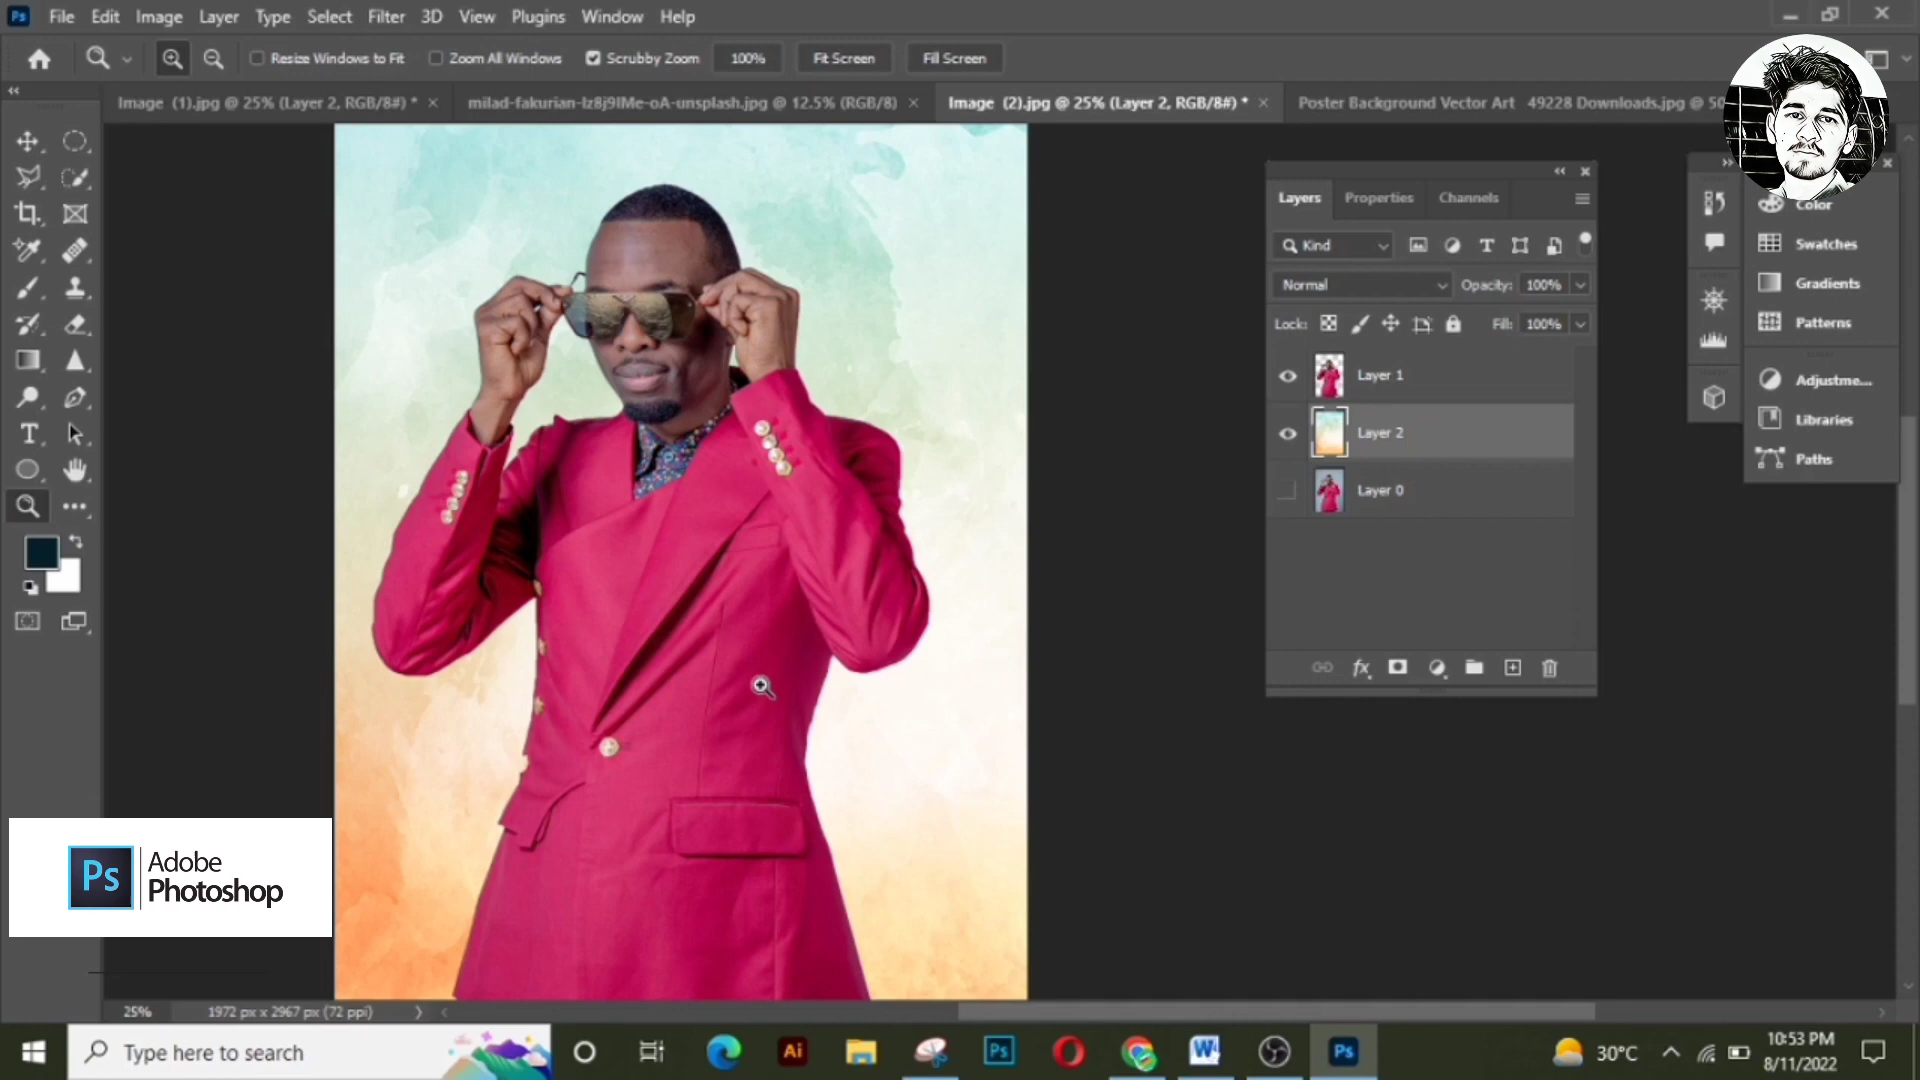 Ps File Edit Image Layer Type Select Filter 3D View Plugins Window Help
Resize Windows to Fit Zoom All Windows Scrubby Zoom 100% Fit Screen Fill Screen
Image (1).jpg @ 25% (Layer 2, RGB/8#) * milad-fakurian-Iz8j9IMe-oA-unsplash.jpg @ 12.5% (RGB/8) Image (2).jpg @ 25% (Layer 2, RGB/8#) * Poster Background Vector Art 49228 Downloads.jpg @ 50
Layers Properties Channels
Kind
Normal Opacity: 100%
Lock: Fill: 100%
Layer 1
Layer 2
Layer 0
Color
Swatches
Gradients
Patterns
Adjustme...
Libraries
Paths
Ps Adobe
Photoshop
25% 1972 px x 2967 px (72 ppi)
Type here to search
Ai
Ps
W
Ps
30°C
10:53 PM
8/11/2022